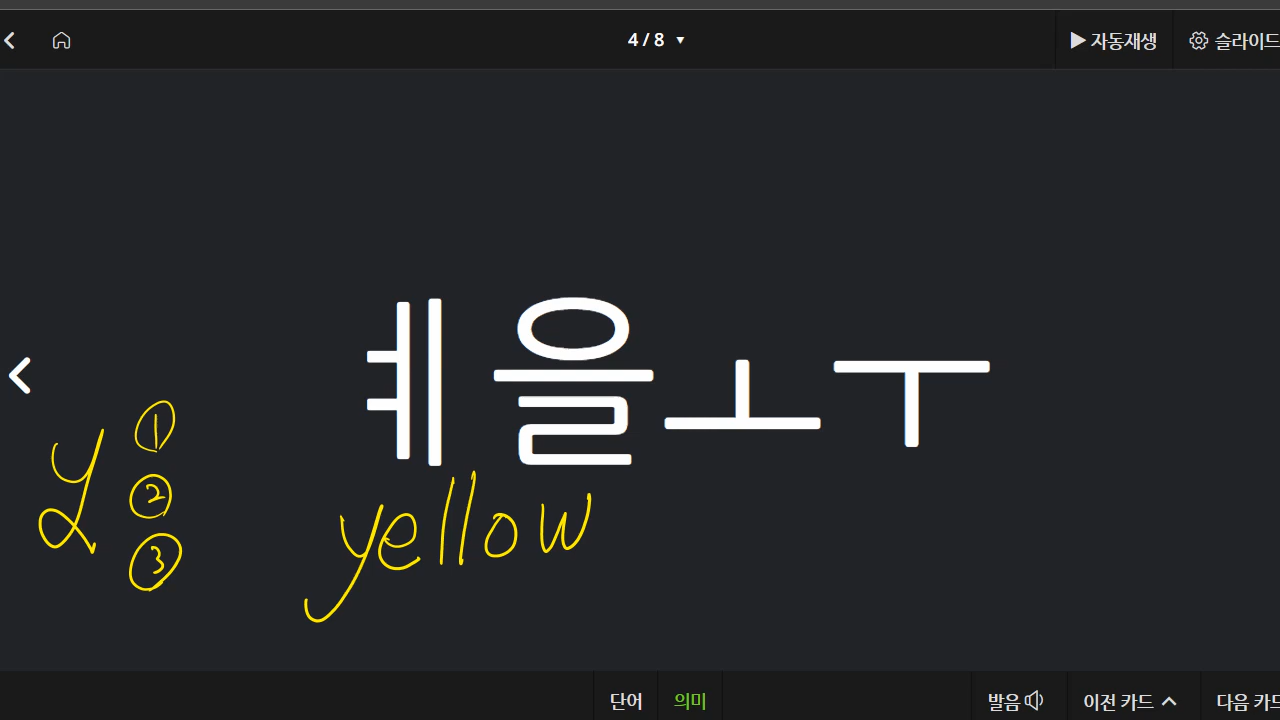 4 / 8
자동재생
슬라이드
ㅖ을ㅗㅜ
y ①
②
③
yellow
단어 의미 발음 이전 카드 다음 카드